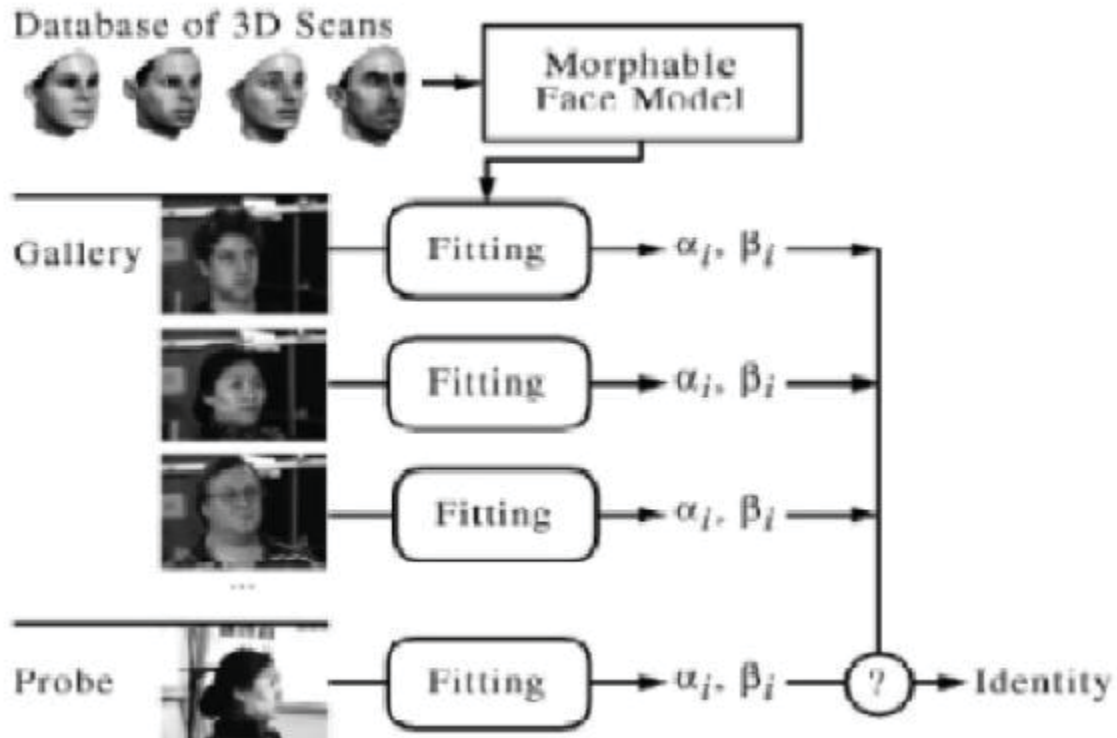 Database of 3D Scans
Morphable
Face Model
Gallery
Fitting
αi, βi
Fitting
αi, βi
Fitting
αi, βi
...
Probe
Fitting
αi, βi
?
Identity